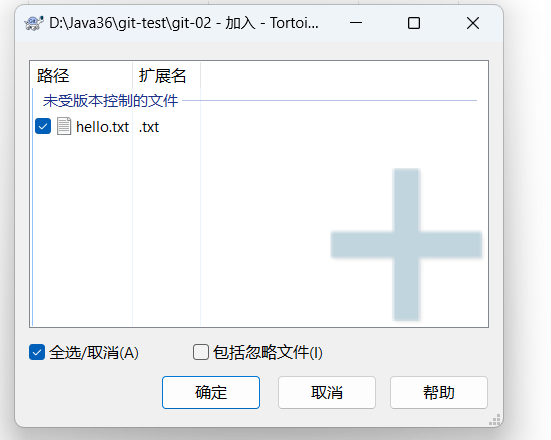 D:\Java36\git-test\git-02 - 加入 - Tortoi...
路径 扩展名
未受版本控制的文件
hello.txt .txt
全选/取消(A) 包括忽略文件(I)
确定 取消 帮助